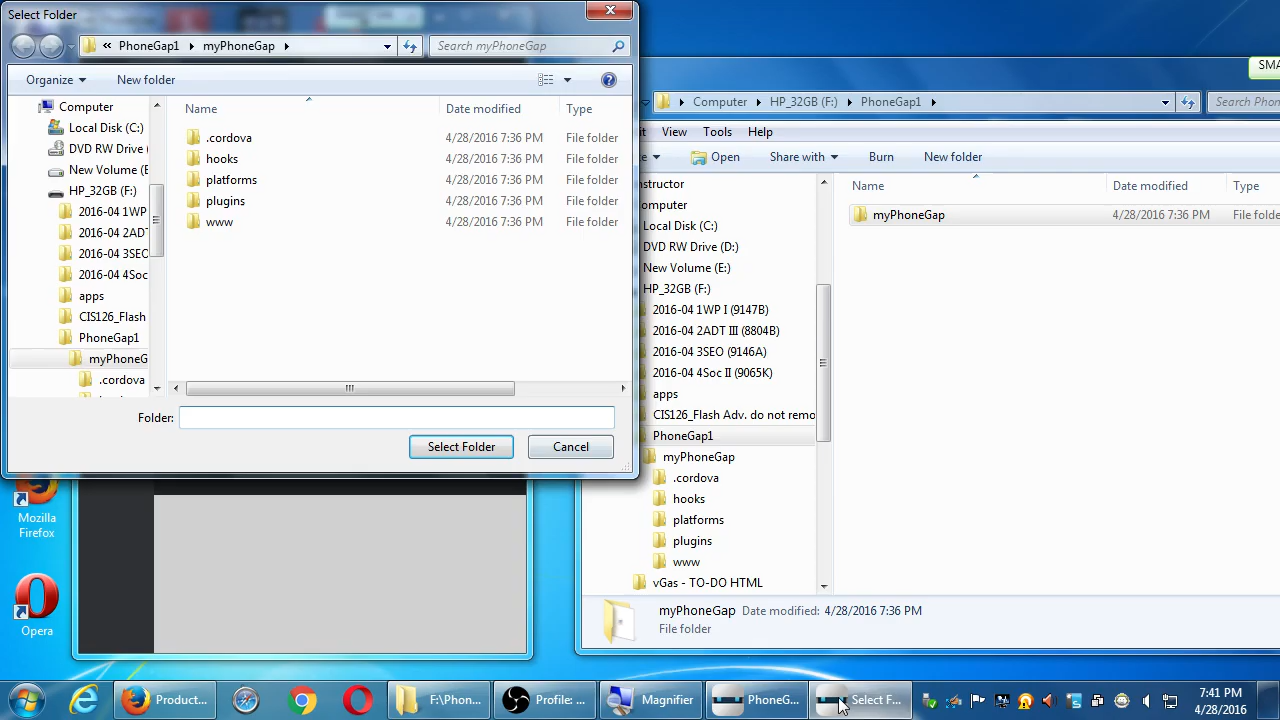 Select Folder
« PhoneGap1 myPhoneGap
Search myPhoneGap
Organize New folder
Name Date modified Type
Computer
Local Disk (C:)
DVD RW Drive (
New Volume (E
HP_32GB (F:)
2016-04 1WP
2016-04 2ADT
2016-04 3SEO
2016-04 4Soc
apps
CIS126_Flash
PhoneGap1
myPhoneG
.cordova
.cordova 4/28/2016 7:36 PM File folder
hooks 4/28/2016 7:36 PM File folder
platforms 4/28/2016 7:36 PM File folder
plugins 4/28/2016 7:36 PM File folder
www 4/28/2016 7:36 PM File folder
Folder:
Select Folder Cancel
SMA
Computer HP_32GB (F:) PhoneGap1
Search Phon
it View Tools Help
Open Share with Burn New folder
Name Date modified Type
nstructor
omputer
Local Disk (C:)
DVD RW Drive (D:)
New Volume (E:)
HP_32GB (F:)
2016-04 1WP I (9147B)
2016-04 2ADT III (8804B)
2016-04 3SEO (9146A)
2016-04 4Soc II (9065K)
apps
CIS126_Flash Adv. do not remo
PhoneGap1
myPhoneGap
.cordova
hooks
platforms
plugins
www
vGas - TO-DO HTML
myPhoneGap 4/28/2016 7:36 PM File folde
myPhoneGap Date modified: 4/28/2016 7:36 PM
File folder
Mozilla
Firefox
Opera
Product...
F:\Phon...
Profile: ...
Magnifier
PhoneG...
Select F...
7:41 PM
4/28/2016